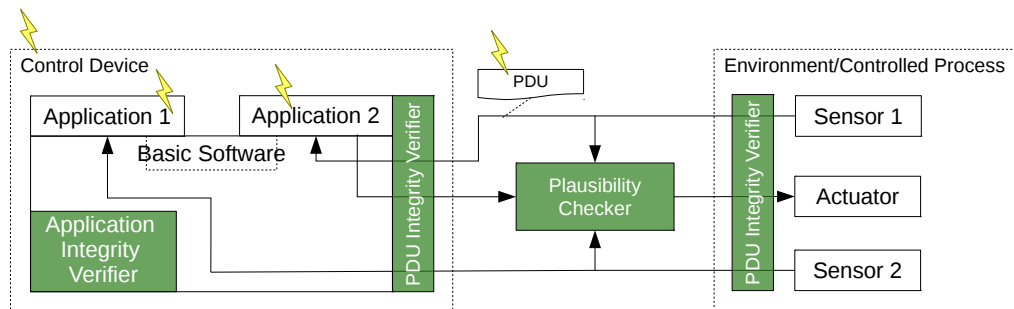 Control Device
PDU
Environment/Controlled Process
Application 1
Application 2
Basic Software
PDU Integrity Verifier
Plausibility
Checker
PDU Integrity Verifier
Sensor 1
Actuator
Sensor 2
Application
Integrity
Verifier